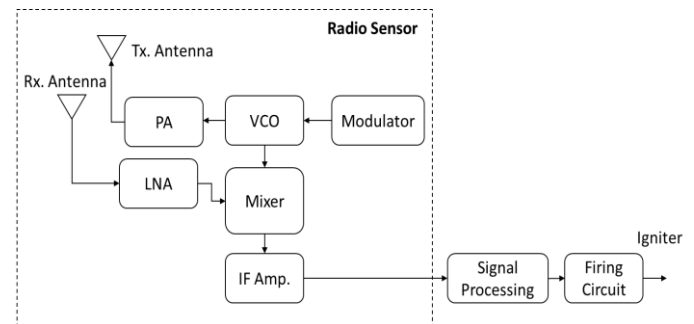 Radio Sensor
Tx. Antenna
Rx. Antenna
PA
VCO
Modulator
LNA
Mixer
IF Amp.
Signal
Processing
Firing
Circuit
Igniter